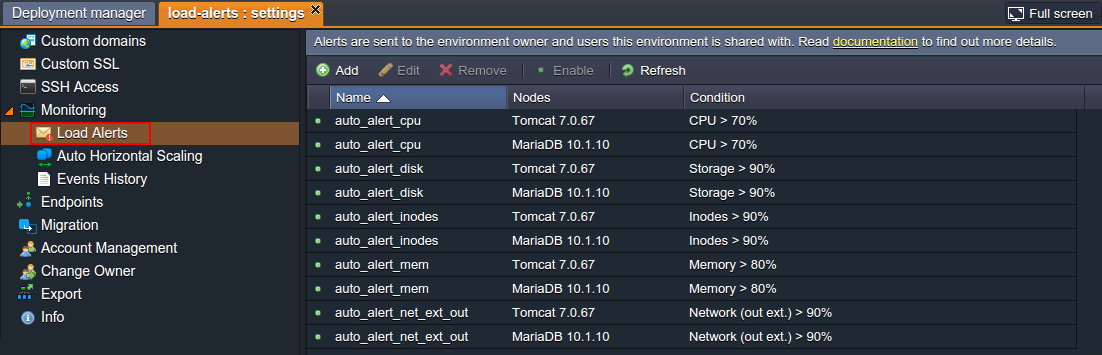 Deployment manager load-alerts : settings Full screen
Custom domains
Custom SSL
SSH Access
Monitoring
Load Alerts
Auto Horizontal Scaling
Events History
Endpoints
Migration
Account Management
Change Owner
Export
Info
Alerts are sent to the environment owner and users this environment is shared with. Read documentation to find out more details.
Add Edit Remove Enable Refresh
Name Nodes Condition
auto_alert_cpu Tomcat 7.0.67 CPU > 70%
auto_alert_cpu MariaDB 10.1.10 CPU > 70%
auto_alert_disk Tomcat 7.0.67 Storage > 90%
auto_alert_disk MariaDB 10.1.10 Storage > 90%
auto_alert_inodes Tomcat 7.0.67 Inodes > 90%
auto_alert_inodes MariaDB 10.1.10 Inodes > 90%
auto_alert_mem Tomcat 7.0.67 Memory > 80%
auto_alert_mem MariaDB 10.1.10 Memory > 80%
auto_alert_net_ext_out Tomcat 7.0.67 Network (out ext.) > 90%
auto_alert_net_ext_out MariaDB 10.1.10 Network (out ext.) > 90%